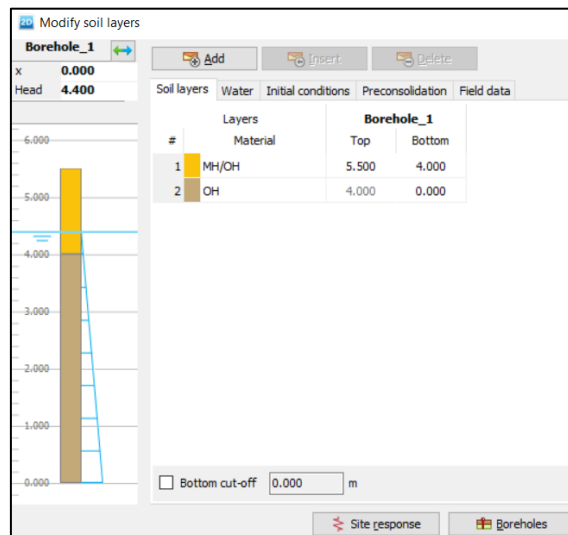 2D Modify soil layers
Borehole_1
x 0.000
Head 4.400
Add Insert Delete
Soil layers Water Initial conditions Preconsolidation Field data
Layers Borehole_1
# Material Top Bottom
1 MH/OH 5.500 4.000
2 OH 4.000 0.000
6.000
5.000
4.000
3.000
2.000
1.000
0.000
Bottom cut-off 0.000 m
Site response Boreholes